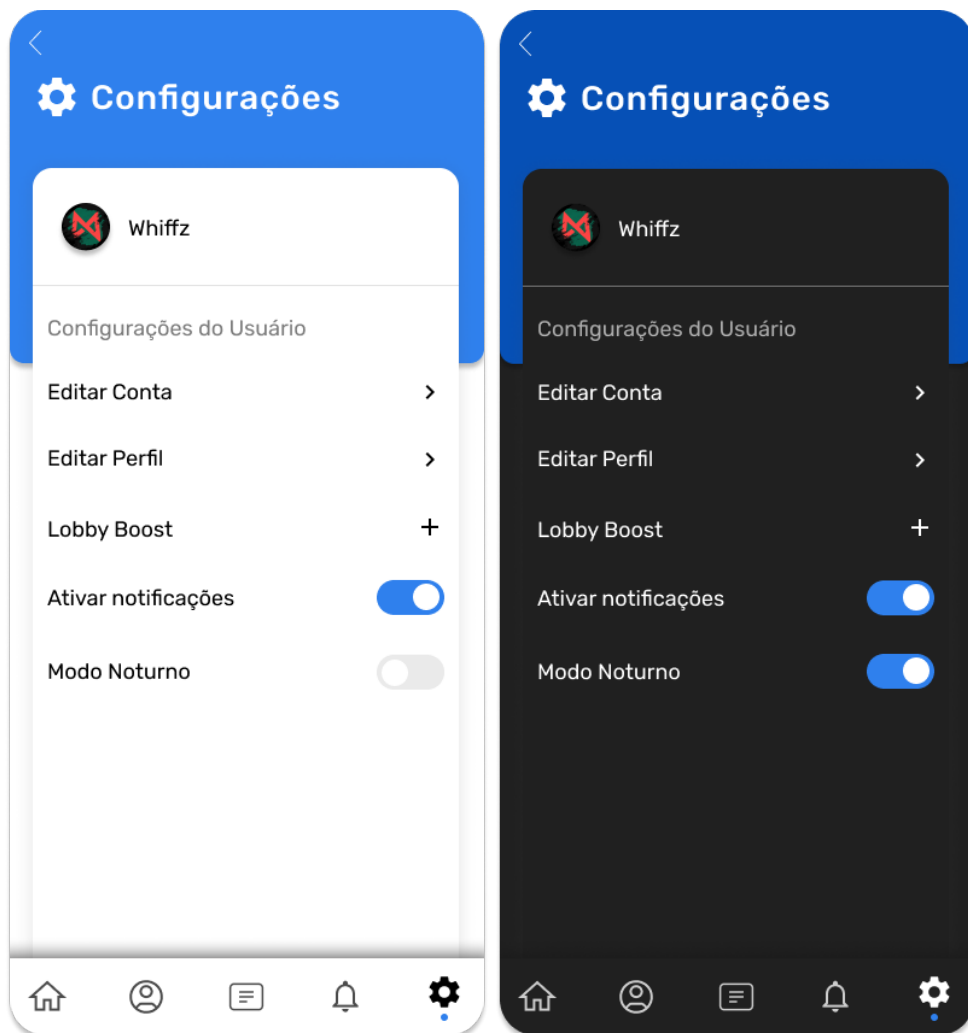 Configurações
Whiffz
Configurações do Usuário
Editar Conta
Editar Perfil
Lobby Boost
Ativar notificações
Modo Noturno
Configurações
Whiffz
Configurações do Usuário
Editar Conta
Editar Perfil
Lobby Boost
Ativar notificações
Modo Noturno